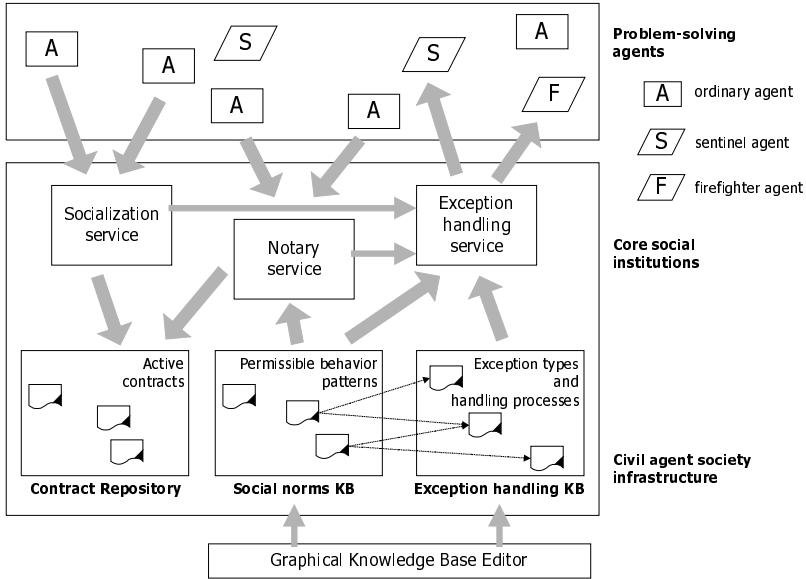 A
A
S
A
A
S
A
F
Problem-solving
agents
A
ordinary agent
S
sentinel agent
F
firefighter agent
Socialization
service
Notary
service
Exception
handling
service
Core social
institutions
Active
contracts
Permissible behavior
patterns
Exception types
and
handling processes
Contract Repository
Social norms KB
Exception handling KB
Civil agent society
infrastructure
Graphical Knowledge Base Editor